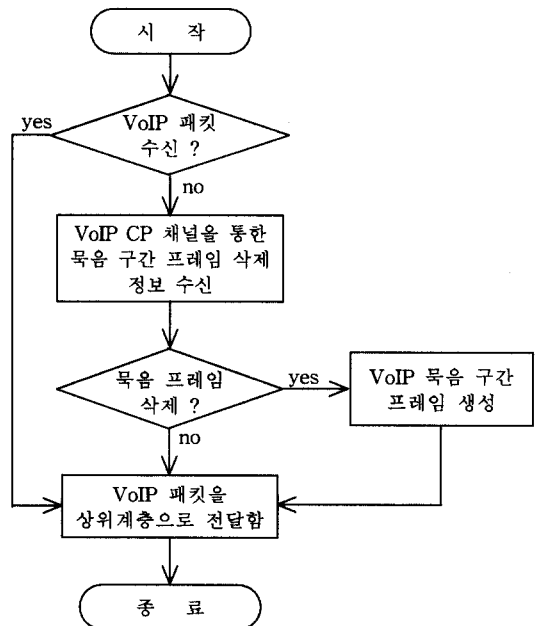 시 작
yes
VoIP 패킷
수신 ?
no
VoIP CP 채널을 통한
묵음 구간 프레임 삭제
정보 수신
묵음 프레임
삭제 ?
yes
VoIP 묵음 구간
프레임 생성
no
VoIP 패킷을
상위계층으로 전달함
종 료